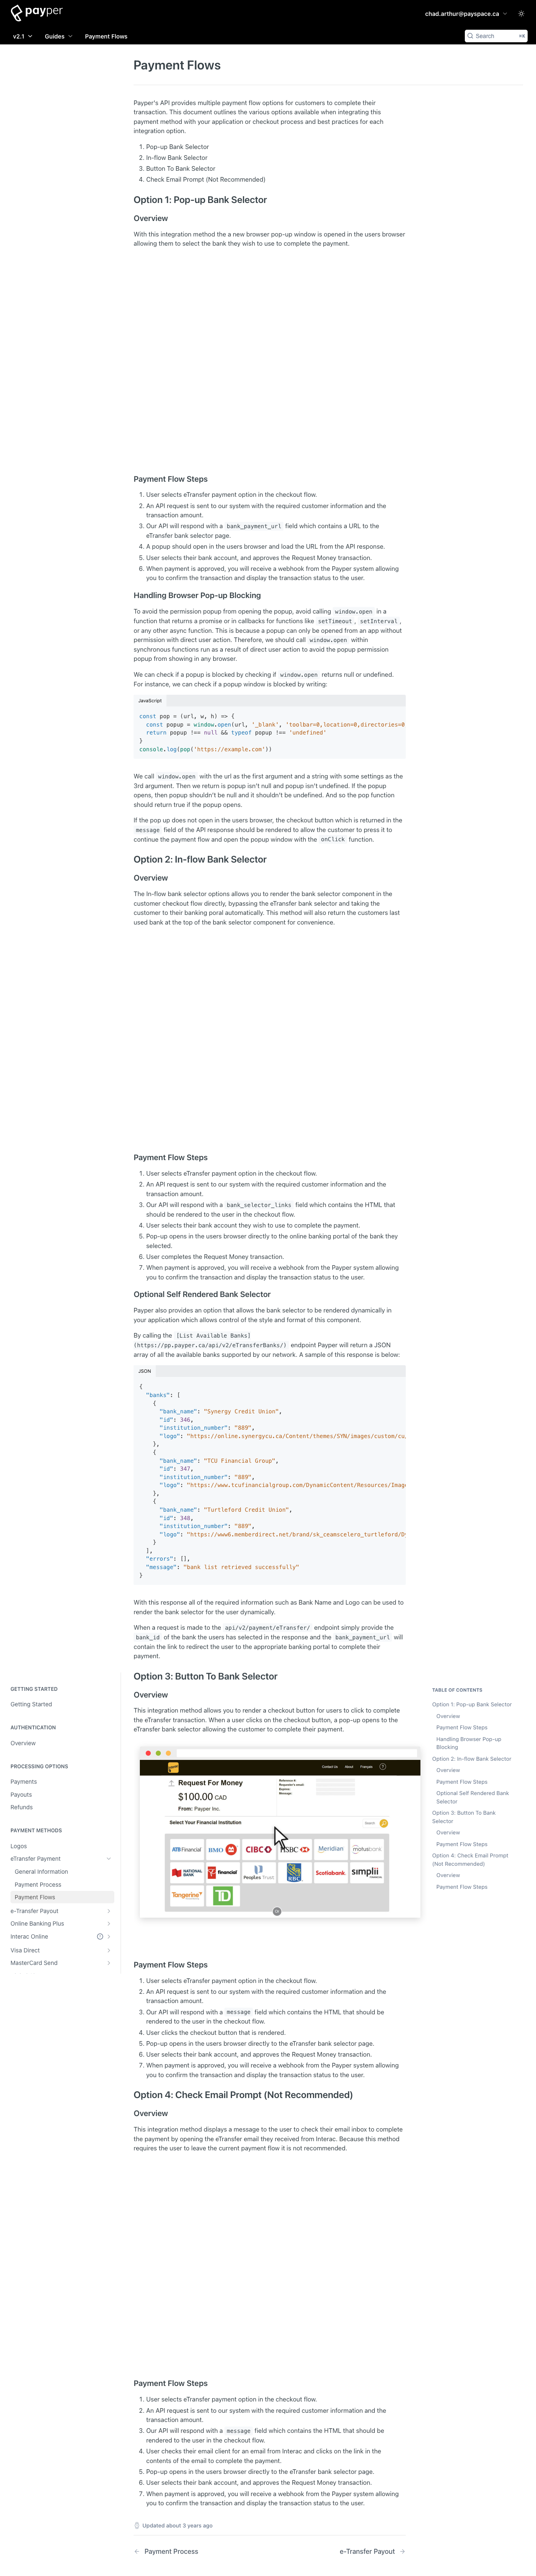 payper
chad.arthur@payspace.ca
v2.1
Guides
Payment Flows
Search
⌘K
Payment Flows
Payper's API provides multiple payment flow options for customers to complete their
transaction. This document outlines the various options available when integrating this
payment method with your application or checkout process and best practices for each
integration option.
1. Pop-up Bank Selector
2. In-flow Bank Selector
3. Button To Bank Selector
4. Check Email Prompt (Not Recommended)
Option 1: Pop-up Bank Selector
Overview
With this integration method the a new browser pop-up window is opened in the users browser
allowing them to select the bank they wish to use to complete the payment.
Payment Flow Steps
1. User selects eTransfer payment option in the checkout flow.
2. An API request is sent to our system with the required customer information and the
transaction amount.
3. Our API will respond with a bank_payment_url field which contains a URL to the
eTransfer bank selector page.
4. A popup should open in the users browser and load the URL from the API response.
5. User selects their bank account, and approves the Request Money transaction.
6. When payment is approved, you will receive a webhook from the Payper system allowing
you to confirm the transaction and display the transaction status to the user.
Handling Browser Pop-up Blocking
To avoid the permission popup from opening the popup, avoid calling window.open in a
function that returns a promise or in callbacks for functions like setTimeout, setInterval,
or any other async function. This is because a popup can only be opened from an app without
permission with direct user action. Therefore, we should call window.open within
synchronous functions run as a result of direct user action to avoid the popup permission
popup from showing in any browser.
We can check if a popup is blocked by checking if window.open returns null or undefined.
For instance, we can check if a popup window is blocked by writing:
JavaScript
const pop = (url, w, h) => {
const popup = window.open(url, '_blank', 'toolbar=0,location=0,directories=0
return popup !== null && typeof popup !== 'undefined'
}
console.log(pop('https://example.com'))
We call window.open with the url as the first argument and a string with some settings as the
3rd argument. Then we return is popup isn't null and popup isn't undefined. If the popup
opens, then popup shouldn't be null and it shouldn't be undefined. And so the pop function
should return true if the popup opens.
If the pop up does not open in the users browser, the checkout button which is returned in the
message field of the API response should be rendered to allow the customer to press it to
continue the payment flow and open the popup window with the onClick function.
Option 2: In-flow Bank Selector
Overview
The In-flow bank selector options allows you to render the bank selector component in the
customer checkout flow directly, bypassing the eTransfer bank selector and taking the
customer to their banking poral automatically. This method will also return the customers last
used bank at the top of the bank selector component for convenience.
Payment Flow Steps
1. User selects eTransfer payment option in the checkout flow.
2. An API request is sent to our system with the required customer information and the
transaction amount.
3. Our API will respond with a bank_selector_links field which contains the HTML that
should be rendered to the user in the checkout flow.
4. User selects their bank account they wish to use to complete the payment.
5. Pop-up opens in the users browser directly to the online banking portal of the bank they
selected.
6. User completes the Request Money transaction.
7. When payment is approved, you will receive a webhook from the Payper system allowing
you to confirm the transaction and display the transaction status to the user.
Optional Self Rendered Bank Selector
Payper also provides an option that allows the bank selector to be rendered dynamically in
your application which allows control of the style and format of this component.
By calling the [List Available Banks]
(https://pp.payper.ca/api/v2/eTransferBanks/) endpoint Payper will return a JSON
array of all the available banks supported by our network. A sample of this response is below:
JSON
{
"banks": [
{
"bank_name": "Synergy Credit Union",
"id": 346,
"institution_number": "889",
"logo": "https://online.synergycu.ca/Content/themes/SYN/images/custom/cu_
},
{
"bank_name": "TCU Financial Group",
"id": 347,
"institution_number": "889",
"logo": "https://www.tcufinancialgroup.com/DynamicContent/Resources/Image
},
{
"bank_name": "Turtleford Credit Union",
"id": 348,
"institution_number": "889",
"logo": "https://www6.memberdirect.net/brand/sk_ceamscelero_turtleford/Dy
}
],
"errors": [],
"message": "bank list retrieved successfully"
}
With this response all of the required information such as Bank Name and Logo can be used to
render the bank selector for the user dynamically.
When a request is made to the api/v2/payment/eTransfer/ endpoint simply provide the
bank_id of the bank the users has selected in the response and the bank_payment_url will
contain the link to redirect the user to the appropriate banking portal to complete their
payment.
Option 3: Button To Bank Selector
Overview
This integration method allows you to render a checkout button for users to click to complete
the eTransfer transaction. When a user clicks on the checkout button, a pop-up opens to the
eTransfer bank selector allowing the customer to complete their payment.
Contact Us
About
Français
?
Request For Money
$100.00 CAD
From: Payper Inc.
Reference #:
Requester's email:
Expires:
Message:
Select Your Financial Institution
Search
ATB Financial
BMO
CIBC
HSBC
Meridian
motusbank
NATIONAL BANK
financial
Peoples Trust
RBC
Scotiabank
simplii financial
Tangerine
TD
Payment Flow Steps
1. User selects eTransfer payment option in the checkout flow.
2. An API request is sent to our system with the required customer information and the
transaction amount.
3. Our API will respond with a message field which contains the HTML that should be
rendered to the user in the checkout flow.
4. User clicks the checkout button that is rendered.
5. Pop-up opens in the users browser directly to the eTransfer bank selector page.
6. User selects their bank account, and approves the Request Money transaction.
7. When payment is approved, you will receive a webhook from the Payper system allowing
you to confirm the transaction and display the transaction status to the user.
Option 4: Check Email Prompt (Not Recommended)
Overview
This integration method displays a message to the user to check their email inbox to complete
the payment by opening the eTransfer email they received from Interac. Because this method
requires the user to leave the current payment flow it is not recommended.
Payment Flow Steps
1. User selects eTransfer payment option in the checkout flow.
2. An API request is sent to our system with the required customer information and the
transaction amount.
3. Our API will respond with a message field which contains the HTML that should be
rendered to the user in the checkout flow.
4. User checks their email client for an email from Interac and clicks on the link in the
contents of the email to complete the payment.
5. Pop-up opens in the users browser directly to the eTransfer bank selector page.
6. User selects their bank account, and approves the Request Money transaction.
7. When payment is approved, you will receive a webhook from the Payper system allowing
you to confirm the transaction and display the transaction status to the user.
Updated about 3 years ago
← Payment Process
e-Transfer Payout →
GETTING STARTED
Getting Started
AUTHENTICATION
Overview
PROCESSING OPTIONS
Payments
Payouts
Refunds
PAYMENT METHODS
Logos
eTransfer Payment
General Information
Payment Process
Payment Flows
e-Transfer Payout
Online Banking Plus
Interac Online
Visa Direct
MasterCard Send
TABLE OF CONTENTS
Option 1: Pop-up Bank Selector
Overview
Payment Flow Steps
Handling Browser Pop-up
Blocking
Option 2: In-flow Bank Selector
Overview
Payment Flow Steps
Optional Self Rendered Bank
Selector
Option 3: Button To Bank
Selector
Overview
Payment Flow Steps
Option 4: Check Email Prompt
(Not Recommended)
Overview
Payment Flow Steps